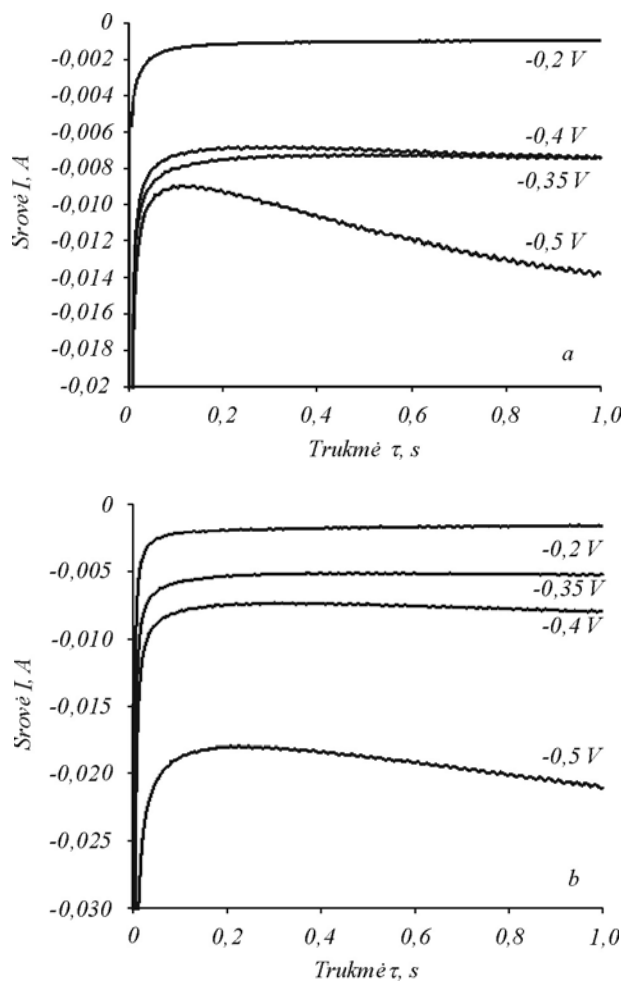 0
-0,002
-0,004
-0,006
-0,008
-0,010
-0,012
-0,014
-0,016
-0,018
-0,02
Srovė I, A
-0,2 V
-0,4 V
-0,35 V
-0,5 V
a
0 0,2 0,4 0,6 0,8 1,0
Trukmė τ, s
0
-0,005
-0,010
-0,015
-0,020
-0,025
-0,030
Srovė I, A
-0,2 V
-0,35 V
-0,4 V
-0,5 V
b
0 0,2 0,4 0,6 0,8 1,0
Trukmė τ, s